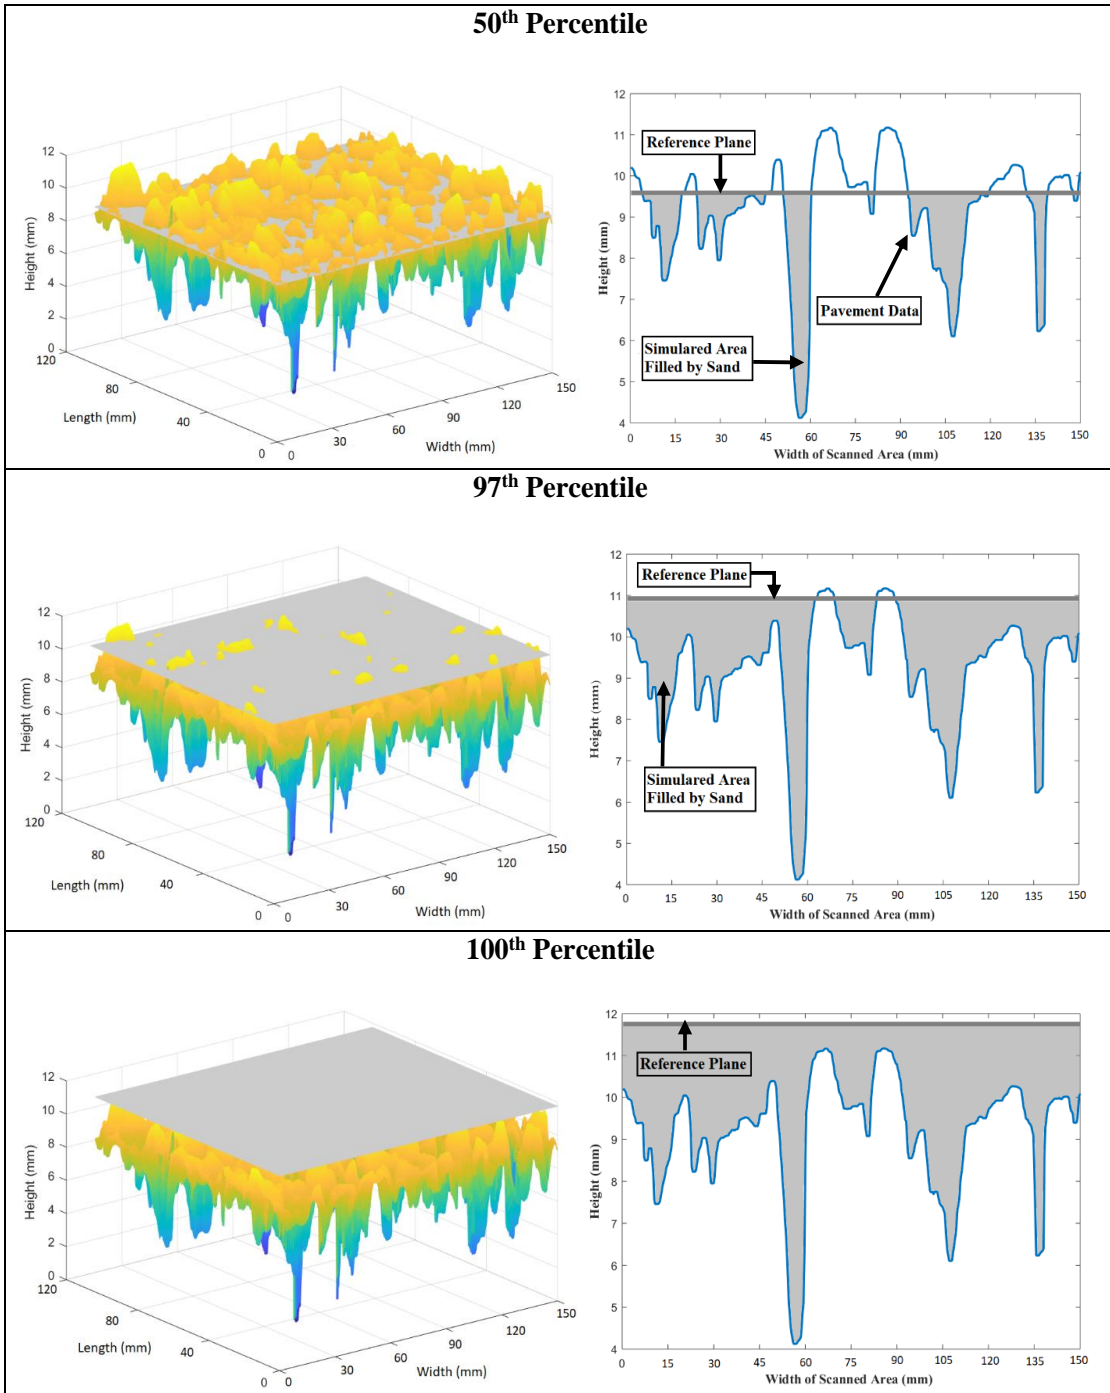 50th Percentile
12
10
8
6
4
2
0
Height (mm)
120
80
40
0
Length (mm)
0
30
60
90
120
150
Width (mm)
12
11
10
9
8
7
6
5
4
Height (mm)
Reference Plane
Pavement Data
Simulared Area
Filled by Sand
0 15 30 45 60 75 90 105 120 135 150
Width of Scanned Area (mm)
97th Percentile
12
10
8
6
4
2
0
Height (mm)
120
80
40
0
Length (mm)
0
30
60
90
120
150
Width (mm)
12
11
10
9
8
7
6
5
4
Height (mm)
Reference Plane
Simulared Area
Filled by Sand
0 15 30 45 60 75 90 105 120 135 150
Width of Scanned Area (mm)
100th Percentile
12
10
8
6
4
2
0
Height (mm)
120
80
40
0
Length (mm)
0
30
60
90
120
150
Width (mm)
12
11
10
9
8
7
6
5
4
Height (mm)
Reference Plane
0 15 30 45 60 75 90 105 120 135 150
Width of Scanned Area (mm)